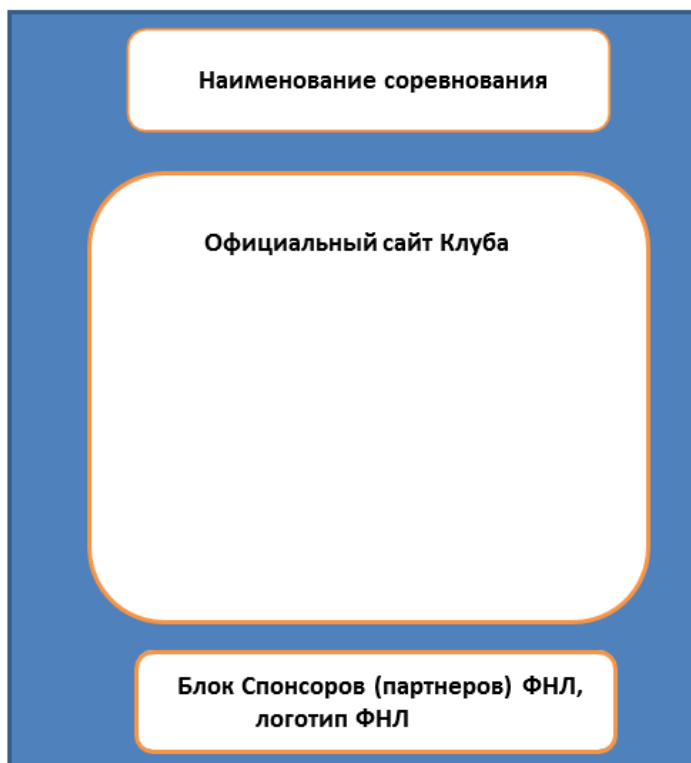 Наименование соревнования
Официальный сайт Клуба
Блок Спонсоров (партнеров) ФНЛ,
логотип ФНЛ